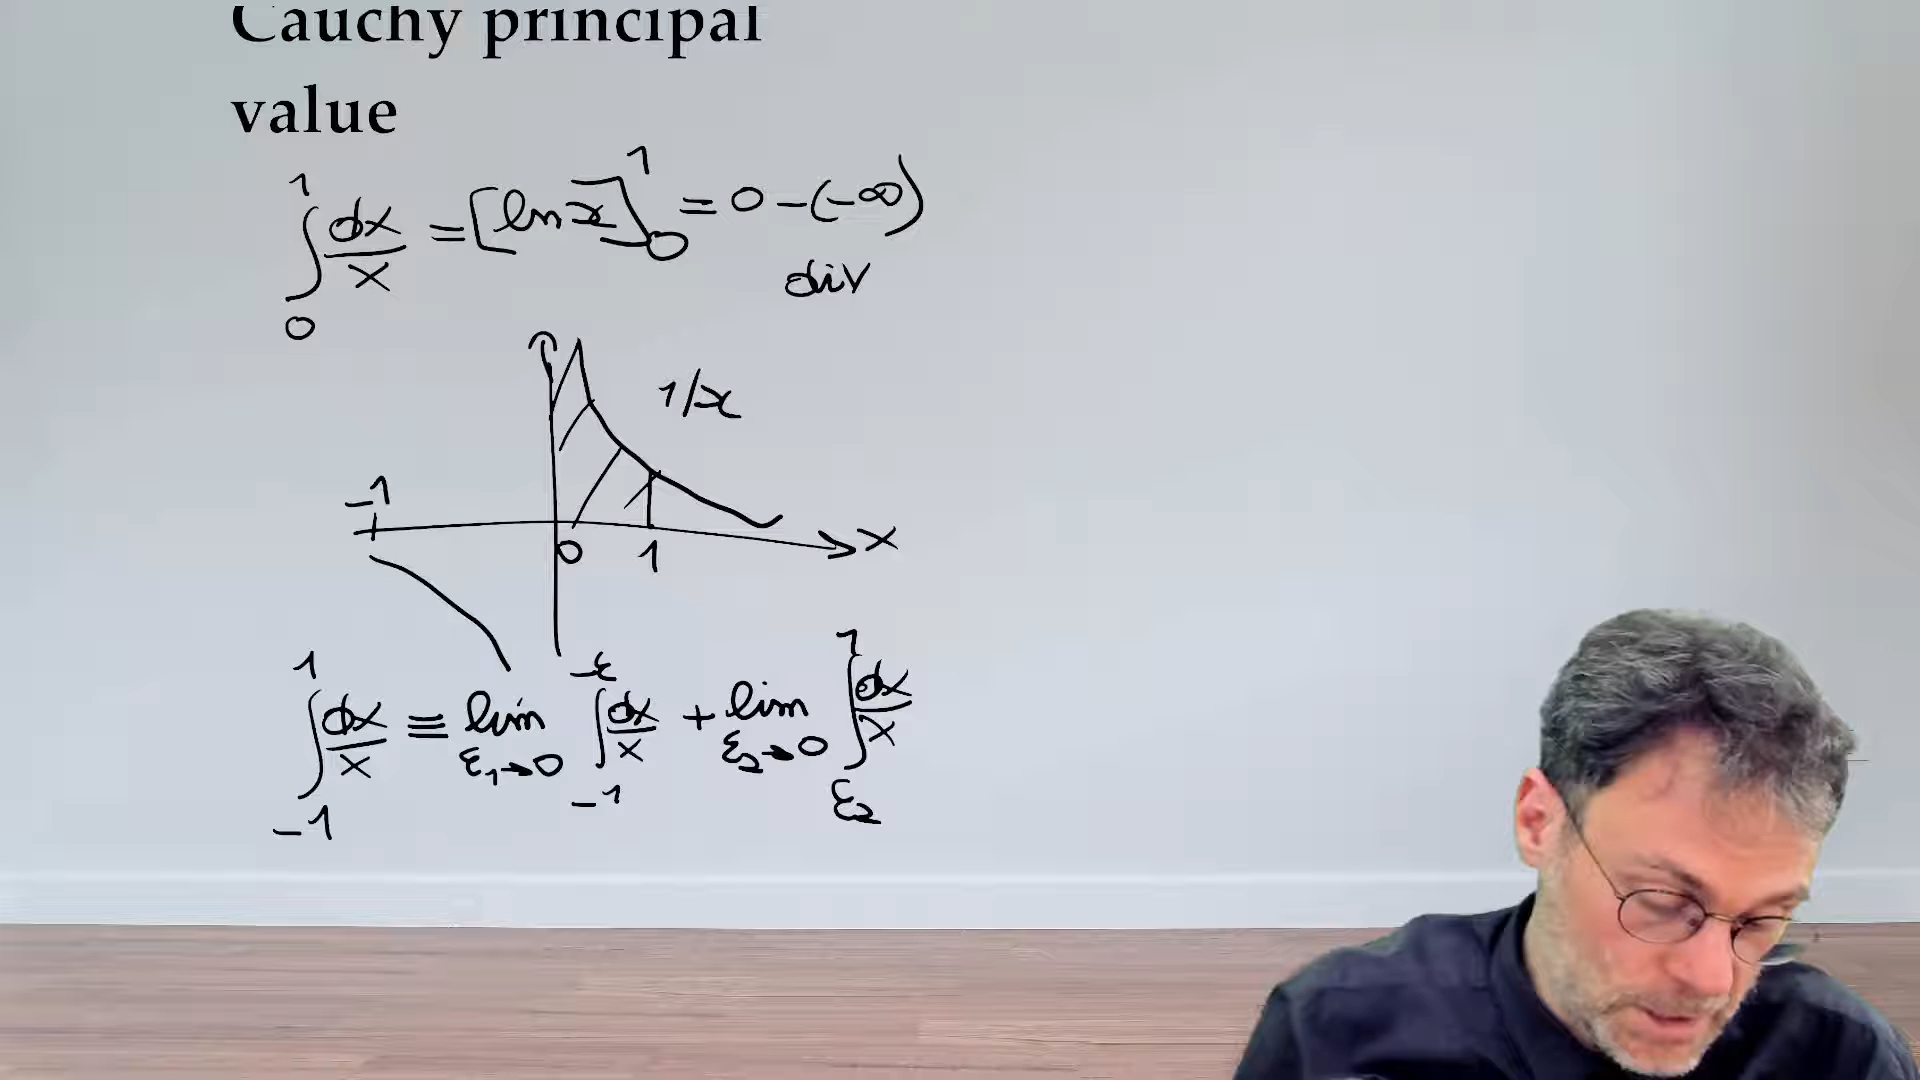 Cauchy principal
value
∫₀¹ dx/x = [ln x]₀¹ = 0 - (-∞)
div
1/x
-1
0 1 x
∫₋₁¹ dx/x ≡ lim_{ε₁→0} ∫₋₁^{-ε} dx/x + lim_{ε₂→0} ∫_{ε₂}¹ dx/x